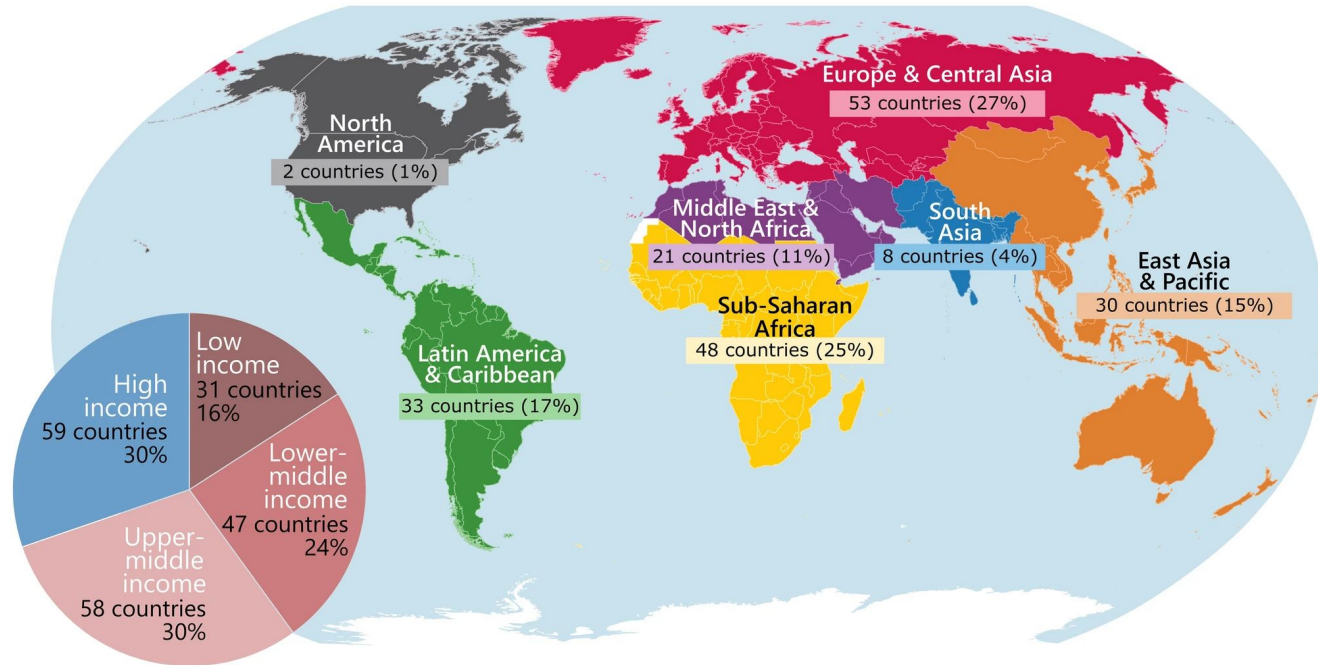 Europe & Central Asia
53 countries (27%)
North
America
2 countries (1%)
Middle East &
North Africa
21 countries (11%)
South
Asia
8 countries (4%)
East Asia
& Pacific
30 countries (15%)
Sub-Saharan
Africa
48 countries (25%)
Latin America
& Caribbean
33 countries (17%)
Low
income
31 countries
16%
High
income
59 countries
30%
Lower-
middle
income
47 countries
24%
Upper-
middle
income
58 countries
30%